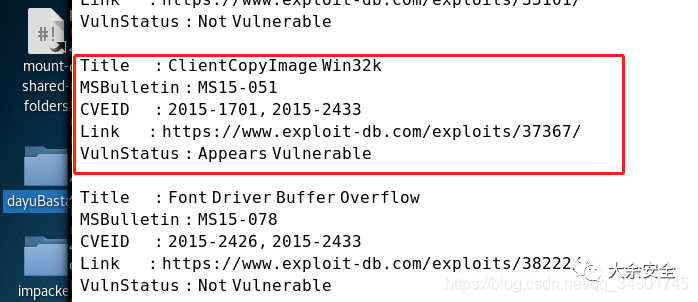 Link : https://www.exploit-db.com/exploits/35101/
VulnStatus : Not Vulnerable
Title : ClientCopyImage Win32k
MSBulletin : MS15-051
CVEID : 2015-1701, 2015-2433
Link : https://www.exploit-db.com/exploits/37367/
VulnStatus : Appears Vulnerable
Title : Font Driver Buffer Overflow
MSBulletin : MS15-078
CVEID : 2015-2426, 2015-2433
Link : https://www.exploit-db.com/exploits/38222/
VulnStatus : Not Vulnerable
#!
mount-
shared-
folders
dayuBasta
impacke
大余安全
https://blog.csdn.net/qq_34801745